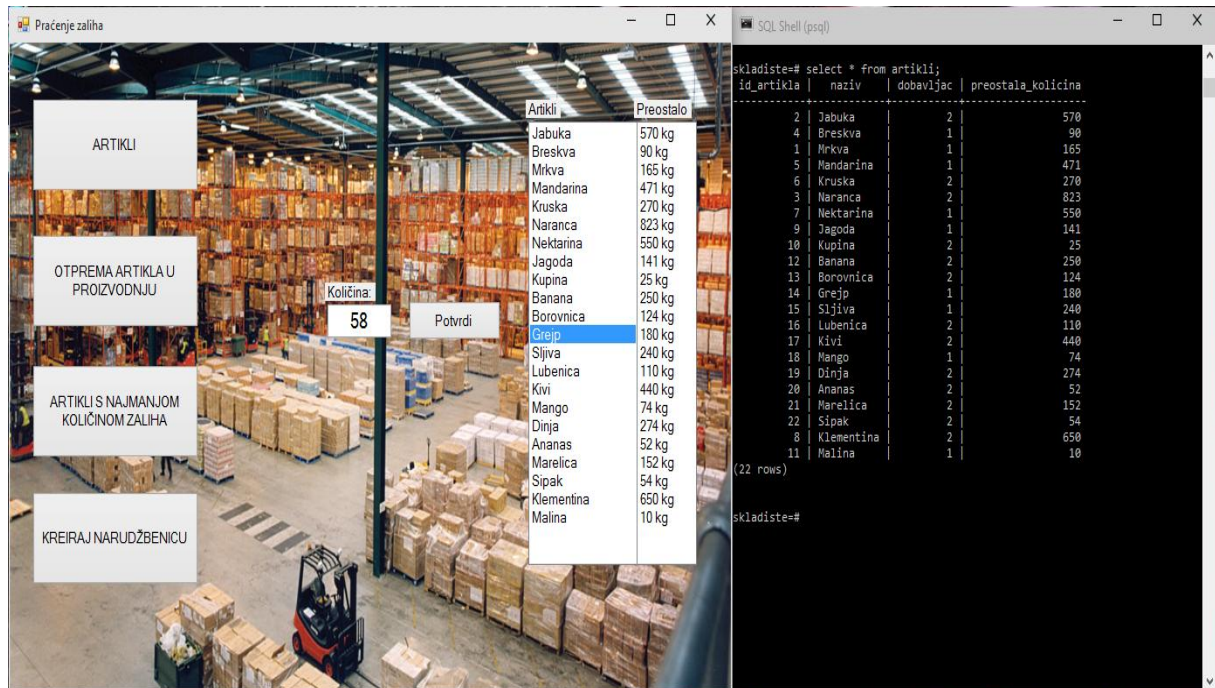 Praćenje zaliha
ARTIKLI
OTPREMA ARTIKLA U
PROIZVODNJU
ARTIKLI S NAJMANJOM
KOLIČINOM ZALIHA
KREIRAJ NARUDŽBENICU
Količina:
58
Potvrdi
Artikli Preostalo
Jabuka 570 kg
Breskva 90 kg
Mrkva 165 kg
Mandarina 471 kg
Kruska 270 kg
Naranca 823 kg
Nektarina 550 kg
Jagoda 141 kg
Kupina 25 kg
Banana 250 kg
Borovnica 124 kg
Grejp 180 kg
Sljiva 240 kg
Lubenica 110 kg
Kivi 440 kg
Mango 74 kg
Dinja 274 kg
Ananas 52 kg
Marelica 152 kg
Sipak 54 kg
Klementina 650 kg
Malina 10 kg
SQL Shell (psql)
skladiste=# select * from artikli;
id_artikla | naziv | dobavljac | preostala_kolicina
2 | Jabuka | 2 | 570
4 | Breskva | 1 | 90
1 | Mrkva | 1 | 165
5 | Mandarina | 1 | 471
6 | Kruska | 2 | 270
3 | Naranca | 2 | 823
7 | Nektarina | 1 | 550
9 | Jagoda | 1 | 141
10 | Kupina | 2 | 25
12 | Banana | 2 | 250
13 | Borovnica | 2 | 124
14 | Grejp | 1 | 180
15 | Sljiva | 1 | 240
16 | Lubenica | 2 | 110
17 | Kivi | 2 | 440
18 | Mango | 1 | 74
19 | Dinja | 2 | 274
20 | Ananas | 2 | 52
21 | Marelica | 2 | 152
22 | Sipak | 2 | 54
8 | Klementina | 2 | 650
11 | Malina | 1 | 10
(22 rows)
skladiste=#